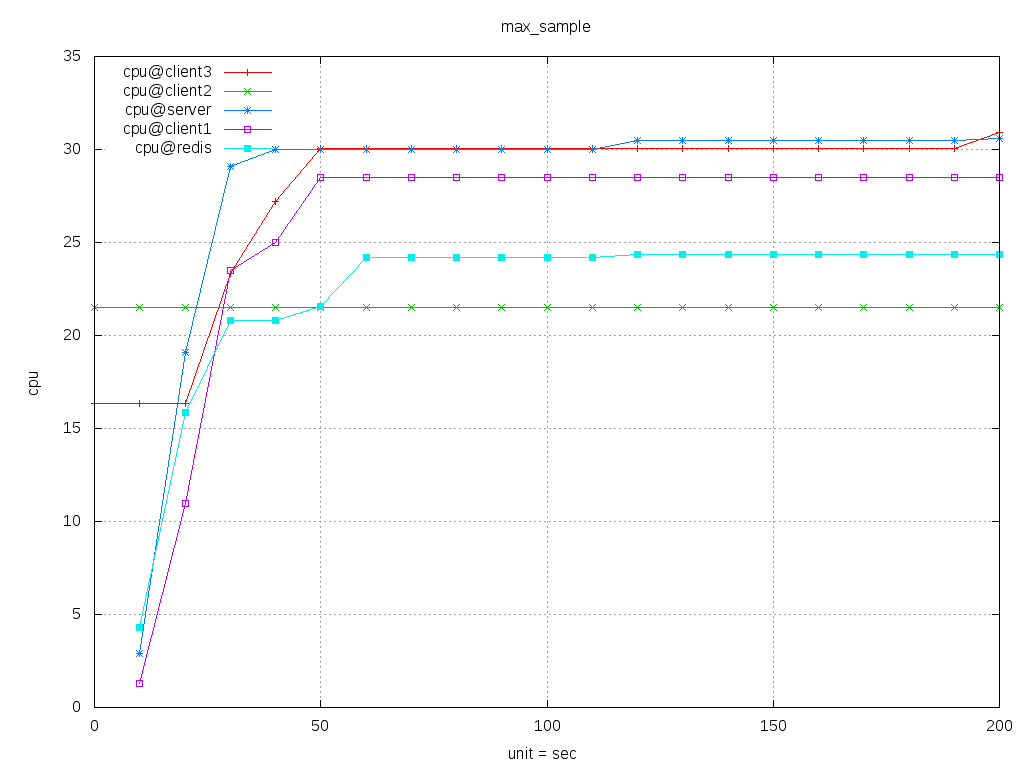 max_sample
35
cpu@client3
cpu@client2
cpu@server
cpu@client1
cpu@redis
30
25
20
cpu
15
10
5
0
0 50 100 150 200
unit = sec